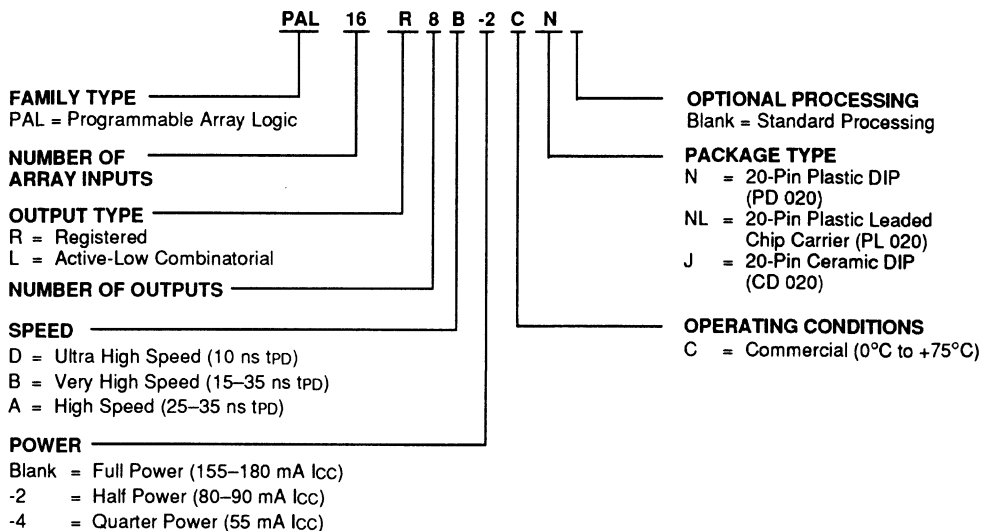 PAL 16 R 8 B -2 C N
FAMILY TYPE
PAL = Programmable Array Logic
NUMBER OF
ARRAY INPUTS
OUTPUT TYPE
R = Registered
L = Active-Low Combinatorial
NUMBER OF OUTPUTS
SPEED
D = Ultra High Speed (10 ns tPD)
B = Very High Speed (15–35 ns tPD)
A = High Speed (25–35 ns tPD)
POWER
Blank = Full Power (155–180 mA ICC)
-2 = Half Power (80–90 mA ICC)
-4 = Quarter Power (55 mA ICC)
OPTIONAL PROCESSING
Blank = Standard Processing
PACKAGE TYPE
N = 20-Pin Plastic DIP
(PD 020)
NL = 20-Pin Plastic Leaded
Chip Carrier (PL 020)
J = 20-Pin Ceramic DIP
(CD 020)
OPERATING CONDITIONS
C = Commercial (0°C to +75°C)